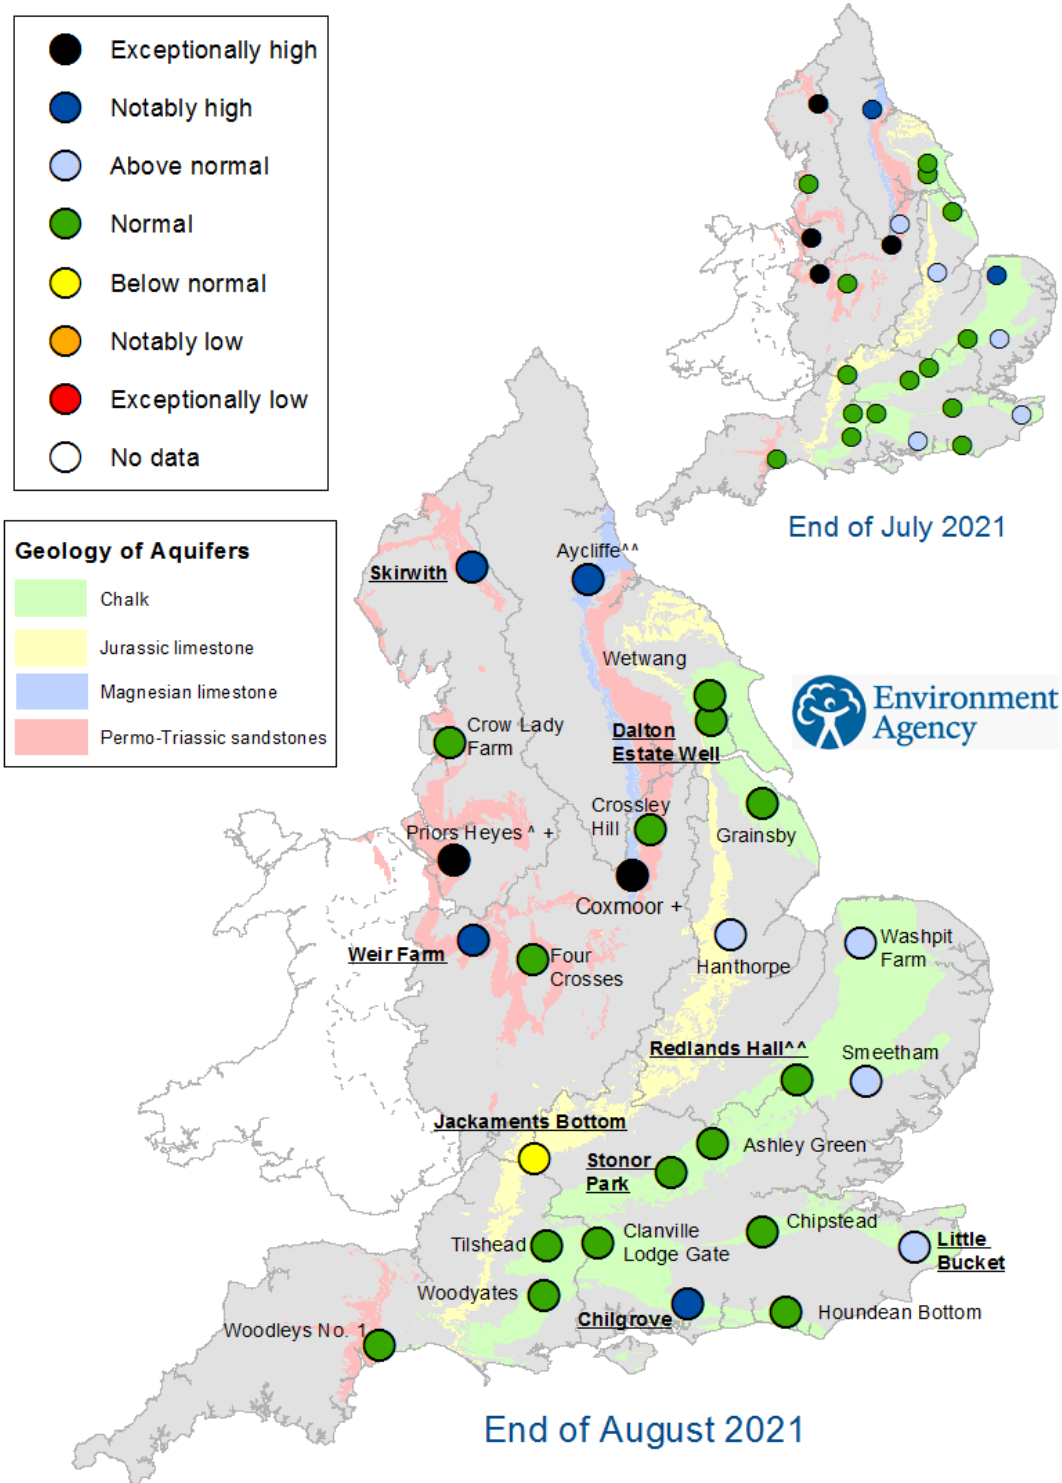 Exceptionally high
Notably high
Above normal
Normal
Below normal
Notably low
Exceptionally low
No data
End of July 2021
Geology of Aquifers
Chalk
Jurassic limestone
Magnesian limestone
Permo-Triassic sandstones
Aycliffe^^
Skirwith
Wetwang
Environment
Agency
Crow Lady
Farm
Dalton
Estate Well
Crossley
Hill
Grainsby
Priors Heyes ^ +
Coxmoor +
Weir Farm
Four
Crosses
Hanthorpe
Washpit
Farm
Redlands Hall^^
Smeetham
Jackaments Bottom
Ashley Green
Stonor
Park
Tilshead
Clanville
Lodge Gate
Chipstead
Little
Bucket
Woodyates
Chilgrove
Houndean Bottom
Woodleys No. 1
End of August 2021